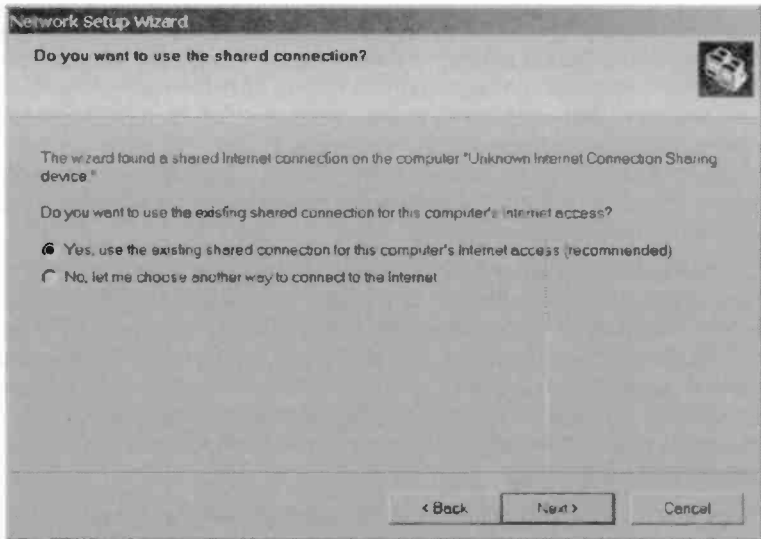 Network Setup Wizard
Do you want to use the shared connection?
The wizard found a shared Internet connection on the computer "Unknown Internet Connection Sharing
device."
Do you want to use the existing shared connection for this computer's Internet access?
Yes, use the existing shared connection for this computer's Internet access (recommended)
No, let me choose another way to connect to the Internet
< Back
Next >
Cancel